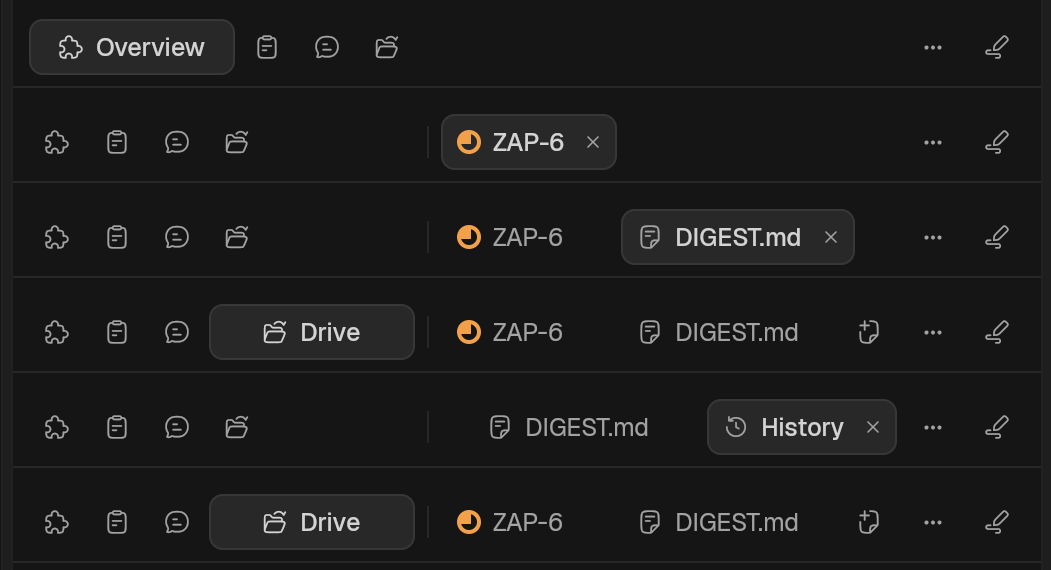 Overview
ZAP-6
ZAP-6 DIGEST.md
Drive ZAP-6 DIGEST.md
DIGEST.md History
Drive ZAP-6 DIGEST.md